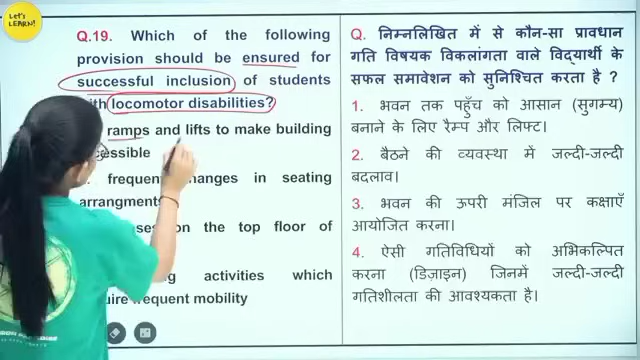 Let's
LEARN!
Q.19. Which of the following
provision should be ensured for
successful inclusion of students
with locomotor disabilities?
ramps and lifts to make building
accessible
frequent changes in seating
arrangments
on the top floor of
activities which
frequent mobility
Q. निम्नलिखित में से कौन-सा प्रावधान
गति विषयक विकलांगता वाले विद्यार्थी के
सफल समावेशन को सुनिश्चित करता है ?
1. भवन तक पहुँच को आसान (सुगम्य)
बनाने के लिए रैम्प और लिफ्ट।
2. बैठने की व्यवस्था में जल्दी-जल्दी
बदलाव।
3. भवन की ऊपरी मंजिल पर कक्षाएँ
आयोजित करना।
4. ऐसी गतिविधियों को अभिकल्पित
करना (डिज़ाइन) जिनमें जल्दी-जल्दी
गतिशीलता की आवश्यकता है।